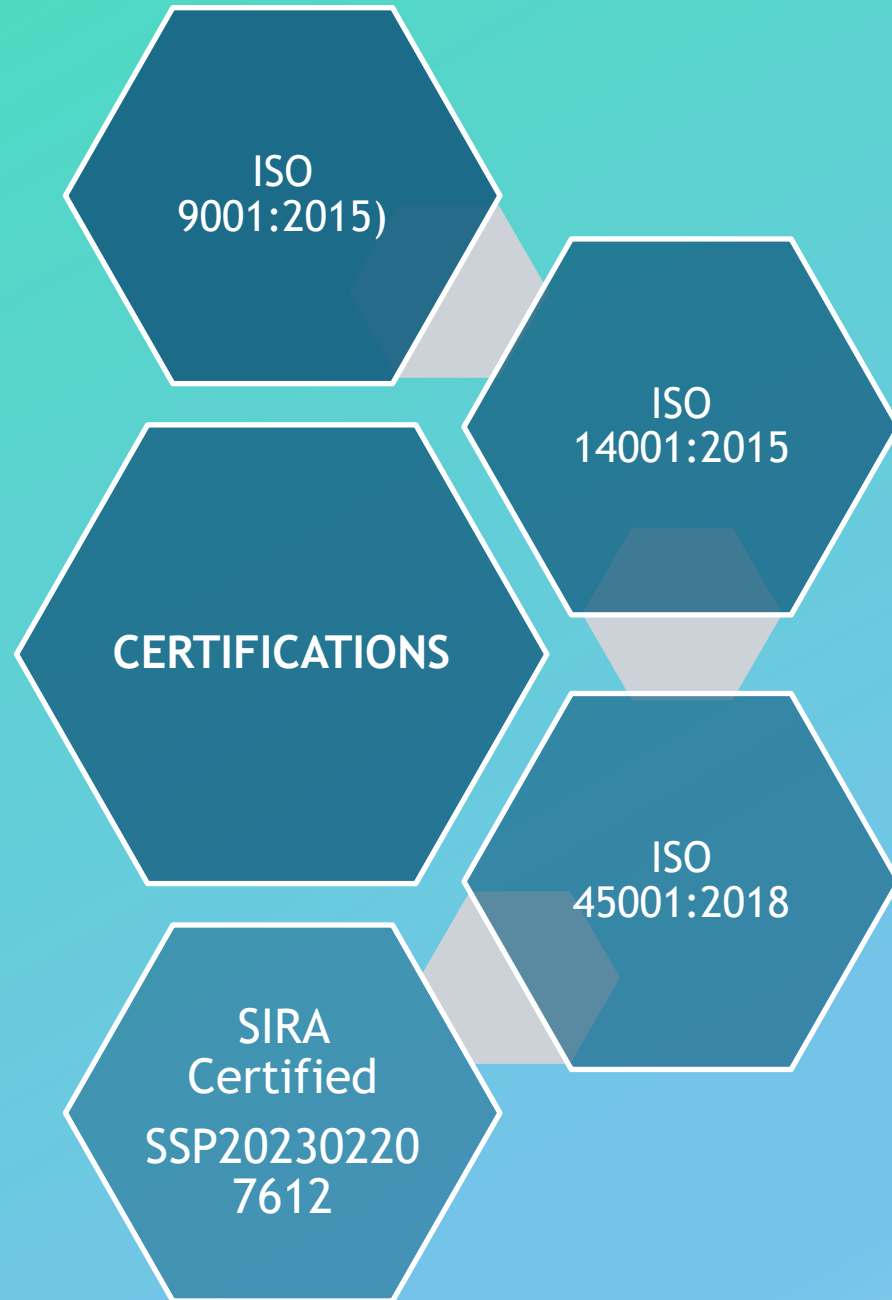 ISO
9001:2015)
ISO
14001:2015
CERTIFICATIONS
ISO
45001:2018
SIRA
Certified
SSP20230220
7612